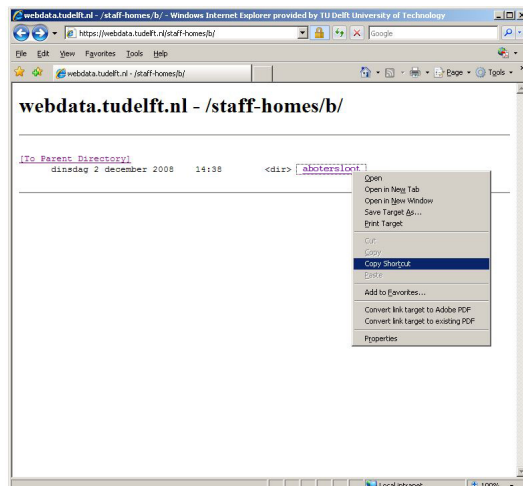 webdata.tudelft.nl - /staff-homes/b/ - Windows Internet Explorer provided by TU Delft University of Technology
https://webdata.tudelft.nl/staff-homes/b/
Google
File Edit View Favorites Tools Help
webdata.tudelft.nl - /staff-homes/b/
Page Tools
webdata.tudelft.nl - /staff-homes/b/
[To Parent Directory]
dinsdag 2 december 2008 14:38 <dir> abotersloot
Open
Open in New Tab
Open in New Window
Save Target As...
Print Target
Cut
Copy
Copy Shortcut
Paste
Add to Favorites...
Convert link target to Adobe PDF
Convert link target to existing PDF
Properties
Local intranet 100%